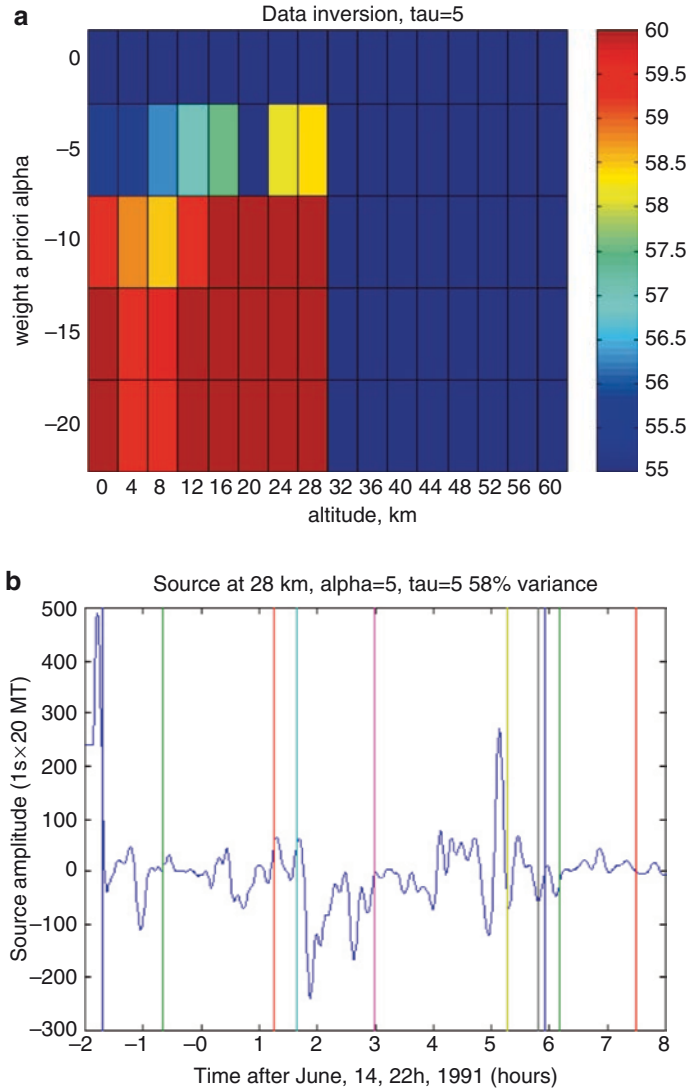 a
Data inversion, tau=5
weight a priori alpha
0
–5
–10
–15
–20
0 4 8 12 16 20 24 28 32 36 40 44 48 52 56 60
altitude, km
60
59.5
59
58.5
58
57.5
57
56.5
56
55.5
55
b
Source at 28 km, alpha=5, tau=5 58% variance
Source amplitude (1s×20 MT)
500
400
300
200
100
0
–100
–200
–300
–2 –1 –0 1 2 3 4 5 6 7 8
Time after June, 14, 22h, 1991 (hours)